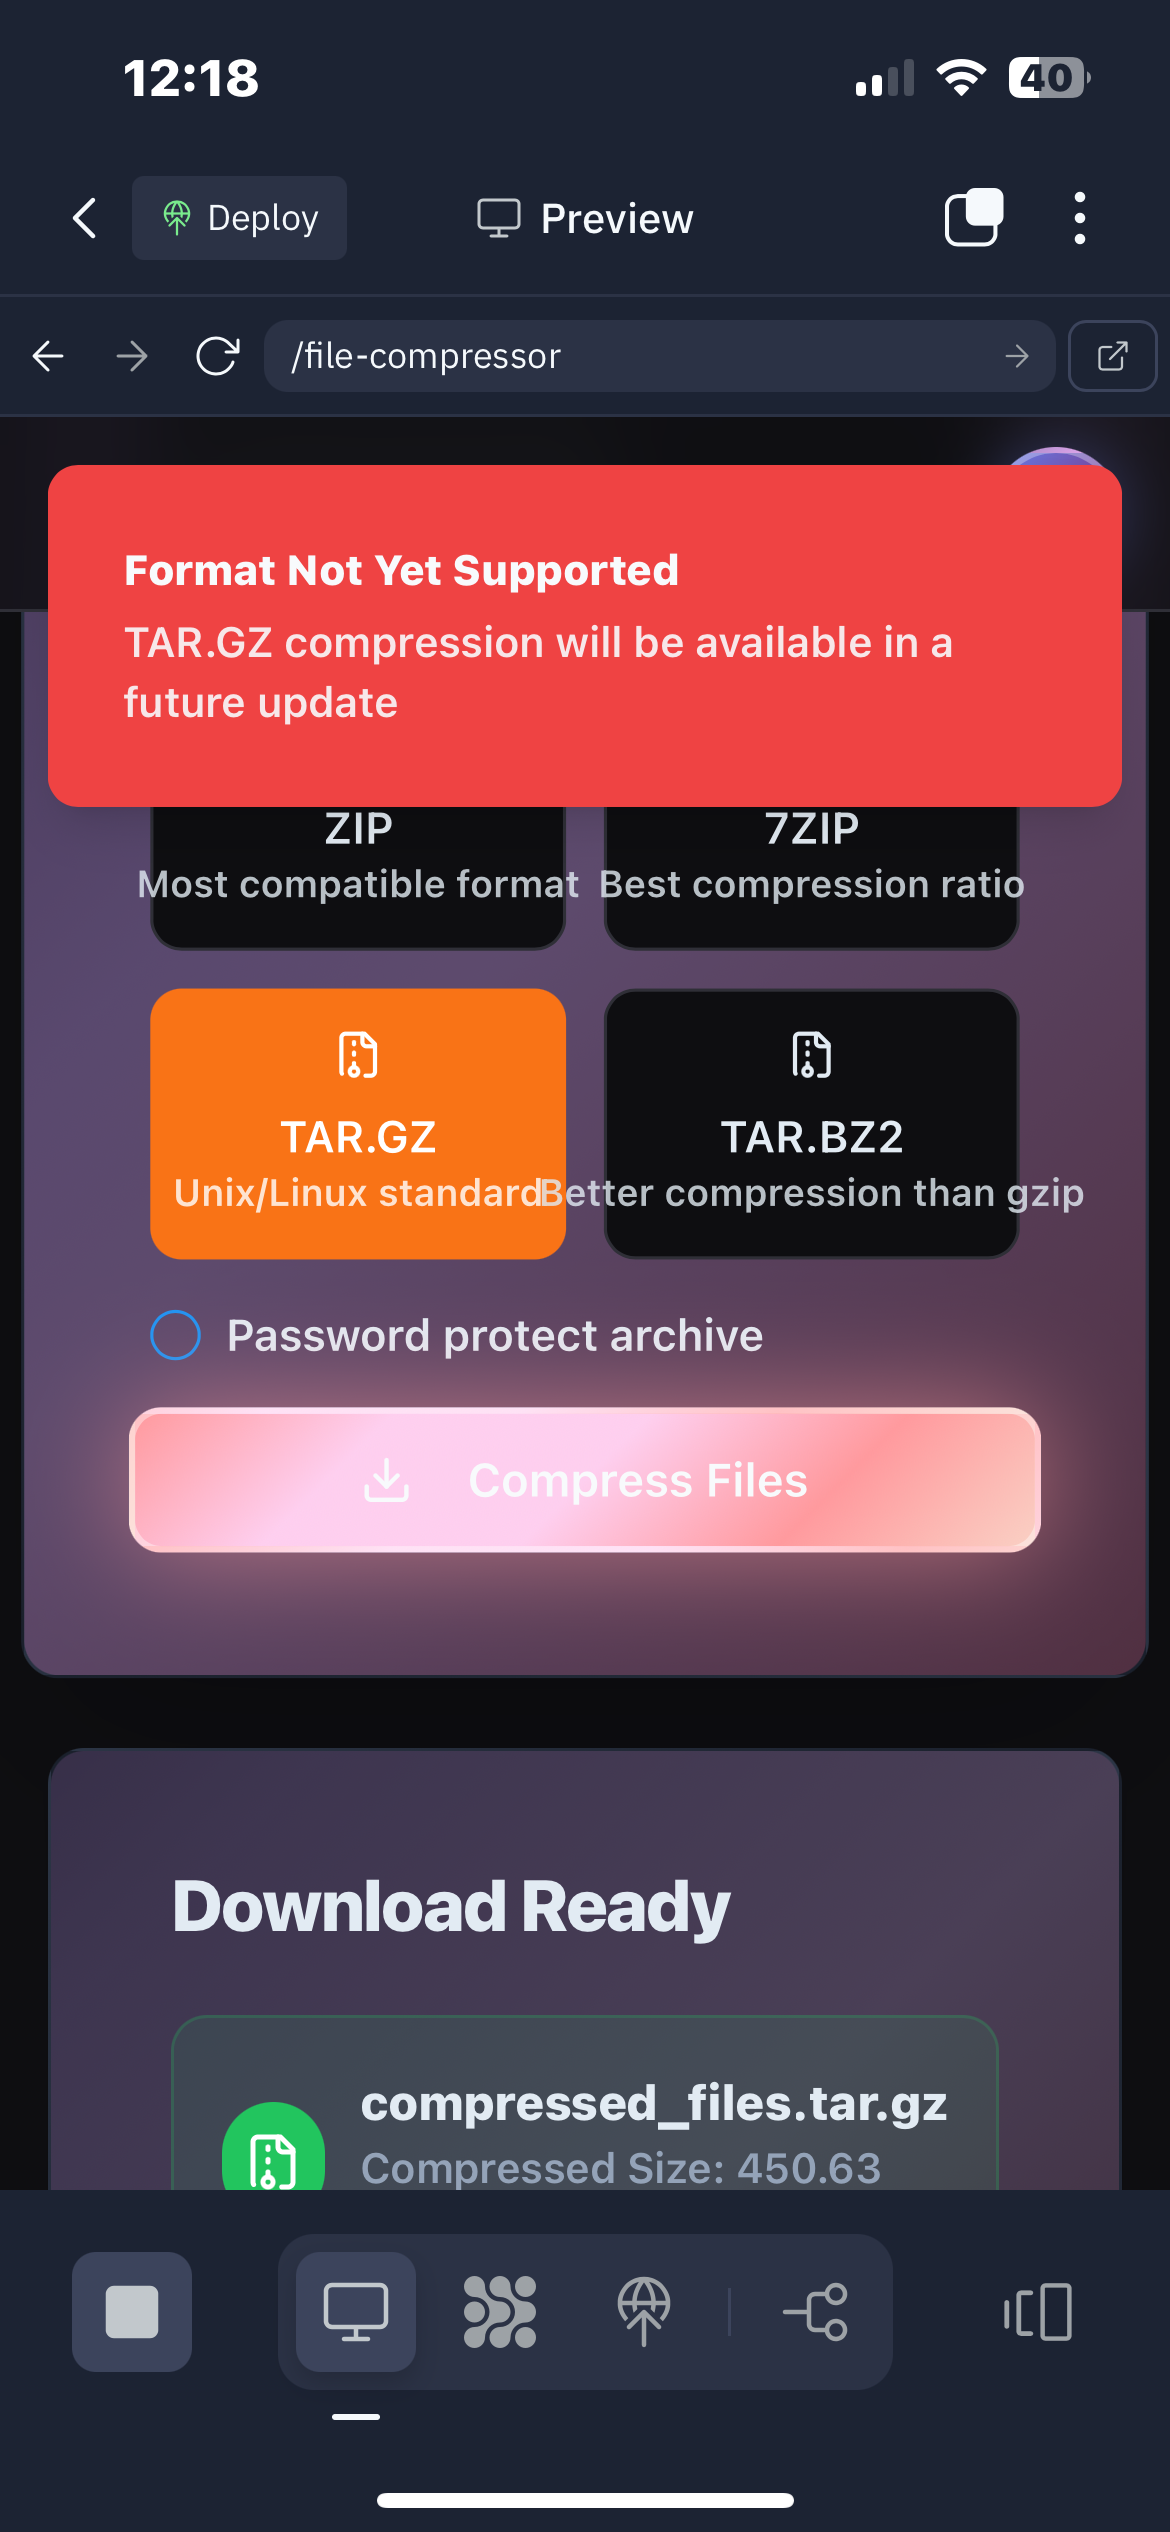 12:18
40
Deploy
Preview
/file-compressor
Format Not Yet Supported
TAR.GZ compression will be available in a
future update
ZIP
Most compatible format
7ZIP
Best compression ratio
TAR.GZ
Unix/Linux standard
TAR.BZ2
Better compression than gzip
Password protect archive
Compress Files
Download Ready
compressed_files.tar.gz
Compressed Size: 450.63